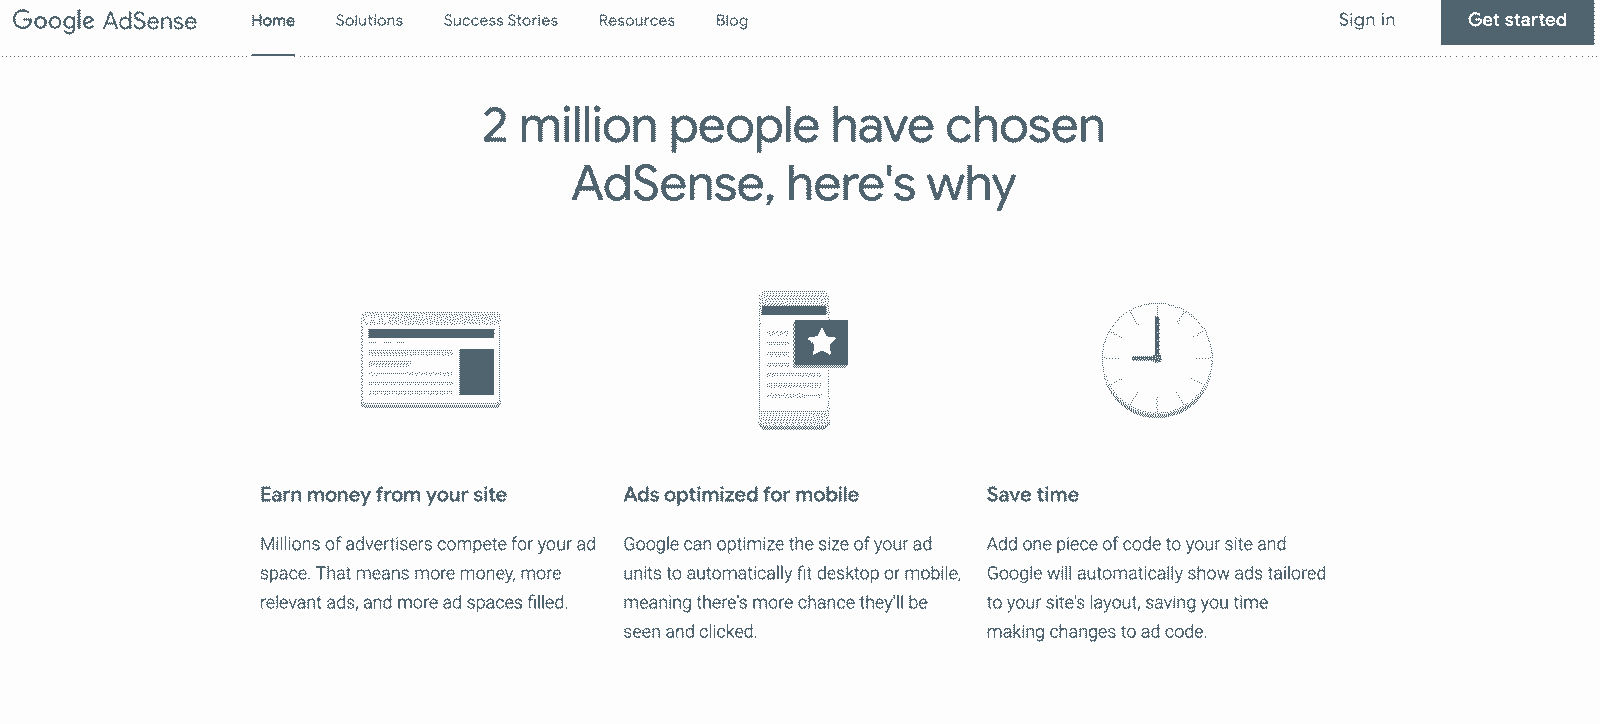 Google AdSense Home Solutions Success Stories Resources Blog Sign in Get started
2 million people have chosen
AdSense, here's why
Earn money from your site
Millions of advertisers compete for your ad
space. That means more money, more
relevant ads, and more ad spaces filled.
Ads optimized for mobile
Google can optimize the size of your ad
units to automatically fit desktop or mobile,
meaning there's more chance they'll be
seen and clicked.
Save time
Add one piece of code to your site and
Google will automatically show ads tailored
to your site's layout, saving you time
making changes to ad code.